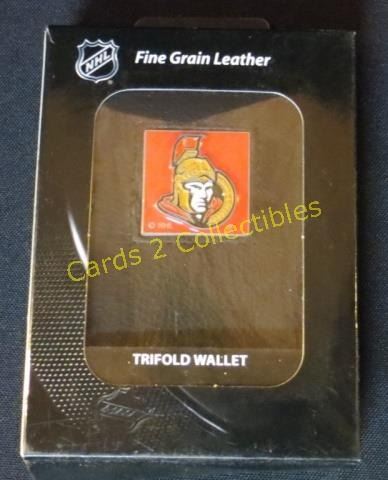 NHL
Fine Grain Leather
© NHL
Cards 2 Collectibles
TRIFOLD WALLET